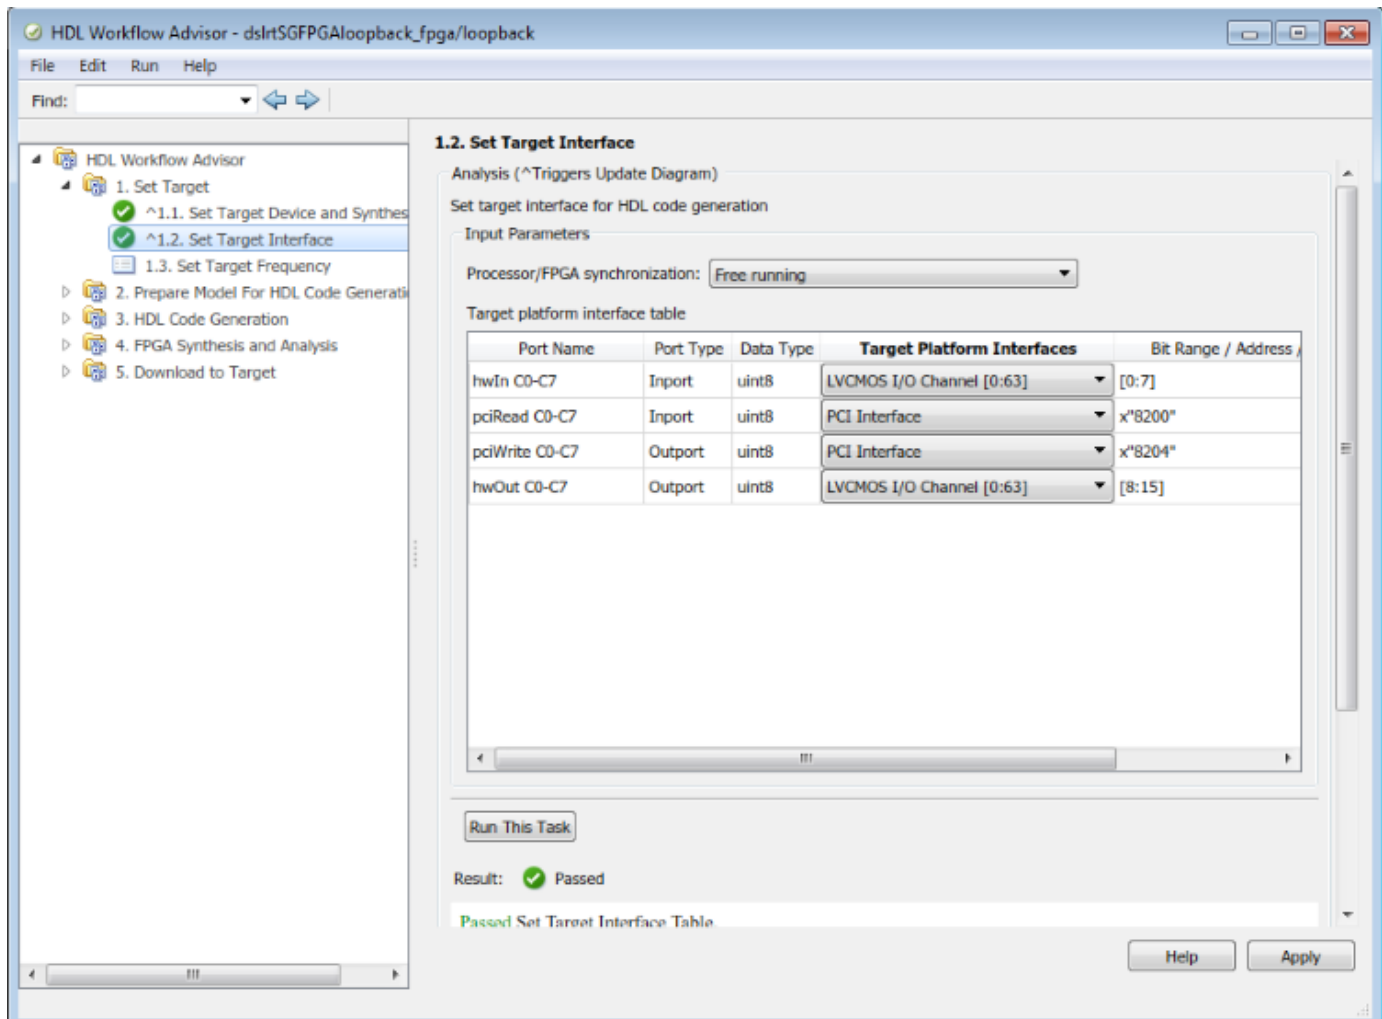 HDL Workflow Advisor - dslrtSGFPGAloopback_fpga/loopback
File Edit Run Help
Find:
HDL Workflow Advisor
1. Set Target
^1.1. Set Target Device and Synthes
^1.2. Set Target Interface
1.3. Set Target Frequency
2. Prepare Model For HDL Code Generati
3. HDL Code Generation
4. FPGA Synthesis and Analysis
5. Download to Target
1.2. Set Target Interface
Analysis (^Triggers Update Diagram)
Set target interface for HDL code generation
Input Parameters
Processor/FPGA synchronization: Free running
Target platform interface table
Port Name Port Type Data Type Target Platform Interfaces Bit Range / Address /
hwIn C0-C7 Inport uint8 LVCMOS I/O Channel [0:63] [0:7]
pciRead C0-C7 Inport uint8 PCI Interface x"8200"
pciWrite C0-C7 Outport uint8 PCI Interface x"8204"
hwOut C0-C7 Outport uint8 LVCMOS I/O Channel [0:63] [8:15]
Run This Task
Result: Passed
Passed Set Target Interface Table.
Help Apply